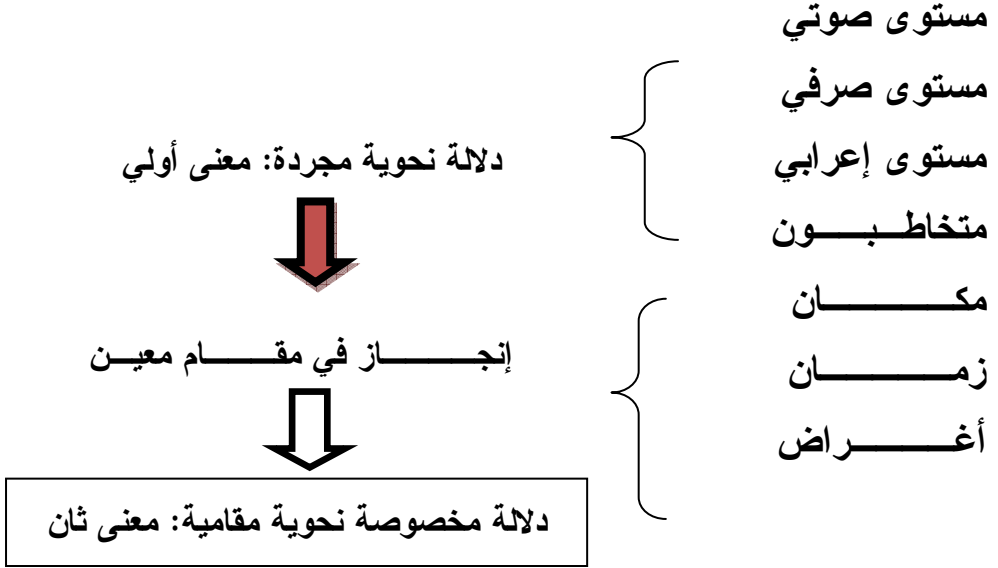 مستوى صوتي
مستوى صرفي
مستوى إعرابي
متخاطبون
مكان
زمان
أغراض
دلالة نحوية مجردة: معنى أولي
إنجاز في مقام معين
دلالة مخصوصة نحوية مقامية: معنى ثان